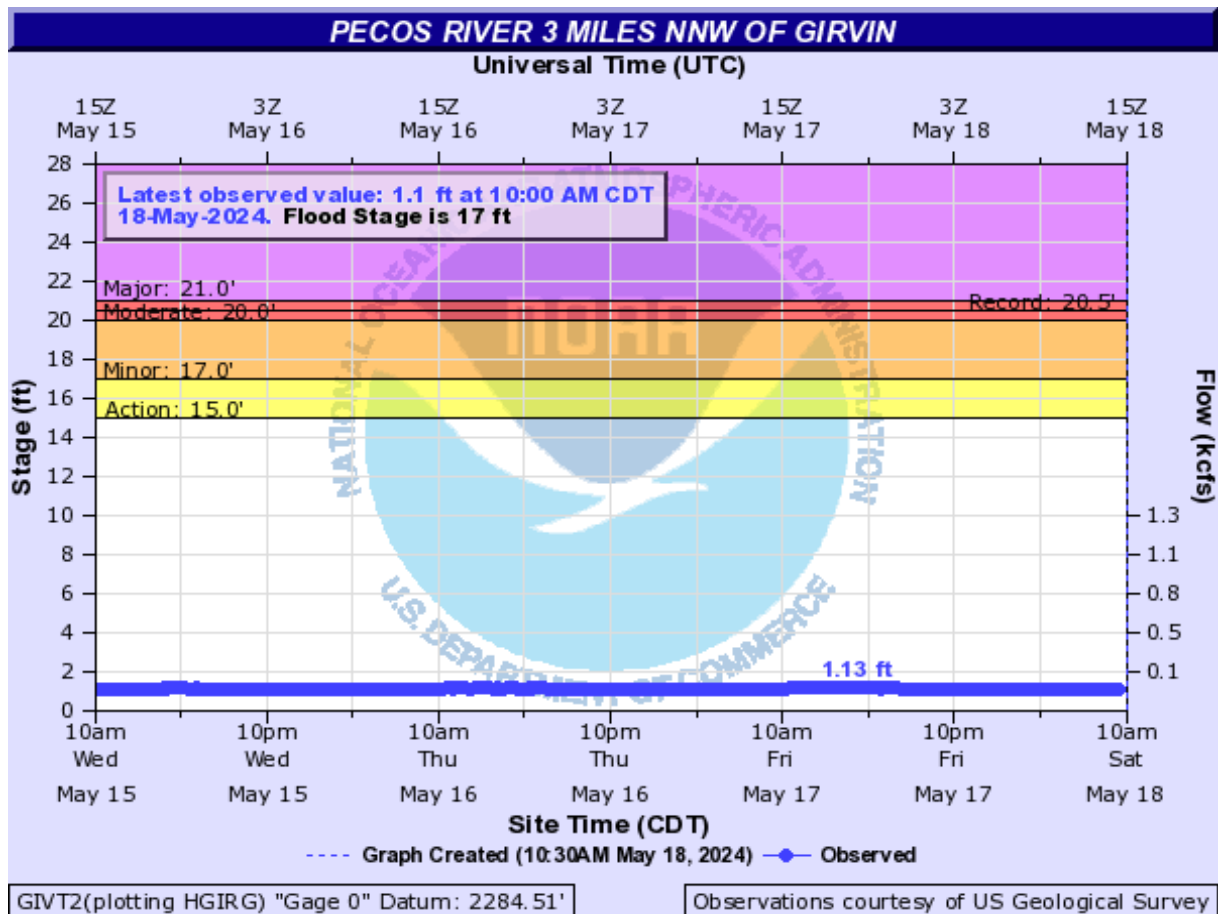 PECOS RIVER 3 MILES NNW OF GIRVIN
Universal Time (UTC)
15Z 3Z 15Z 3Z 15Z 3Z 15Z
May 15 May 16 May 16 May 17 May 17 May 18 May 18
Latest observed value: 1.1 ft at 10:00 AM CDT
18-May-2024. Flood Stage is 17 ft
28
26
24
22
20
18
16
14
12
10
8
6
4
2
0
Stage (ft)
Major: 21.0'
Record: 20.5'
Moderate: 20.0'
Minor: 17.0'
Action: 15.0'
NATIONAL OCEANIC AND ATMOSPHERIC ADMINISTRATION
NOAA
U.S. DEPARTMENT OF COMMERCE
1.13 ft
Flow (kcfs)
1.3
1.1
0.8
0.5
0.1
10am 10pm 10am 10pm 10am 10pm 10am
Wed Wed Thu Thu Fri Fri Sat
May 15 May 15 May 16 May 16 May 17 May 17 May 18
Site Time (CDT)
Graph Created (10:30AM May 18, 2024) Observed
GIVT2(plotting HGIRG) "Gage 0" Datum: 2284.51'
Observations courtesy of US Geological Survey